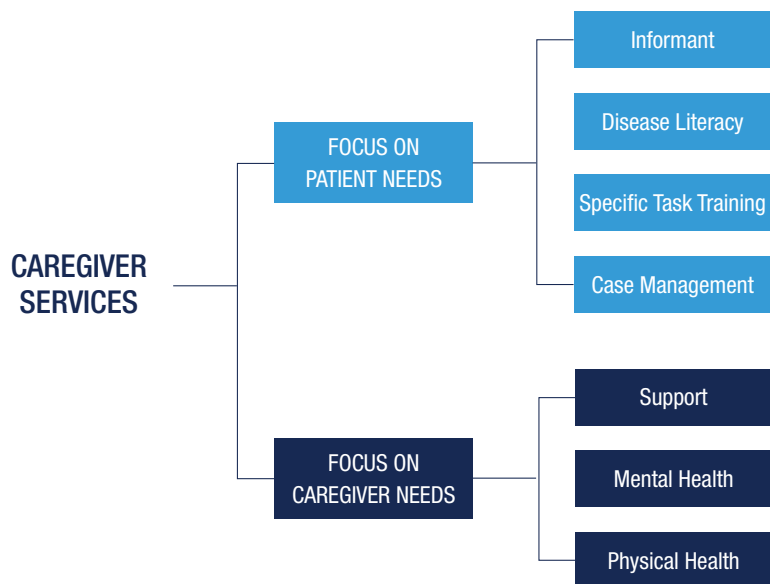 CAREGIVER
SERVICES
FOCUS ON
PATIENT NEEDS
Informant
Disease Literacy
Specific Task Training
Case Management
FOCUS ON
CAREGIVER NEEDS
Support
Mental Health
Physical Health